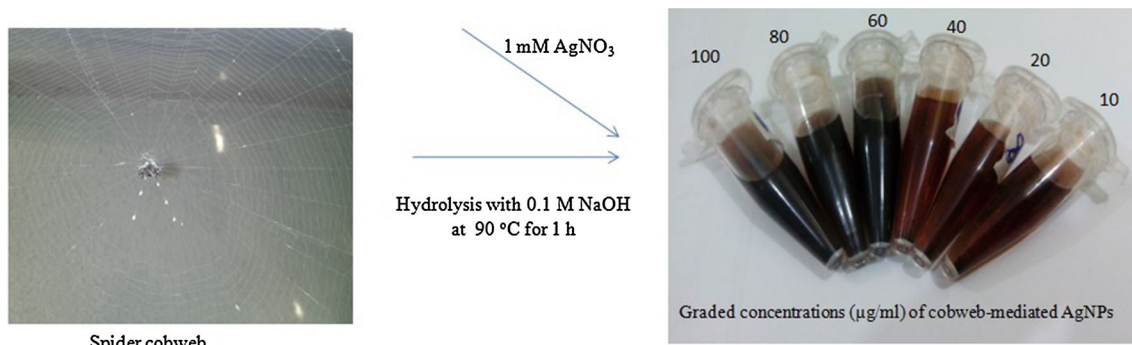 1 mM AgNO₃
Hydrolysis with 0.1 M NaOH
at 90 °C for 1 h
Spider cobweb
100
80
60
40
20
10
Graded concentrations (µg/ml) of cobweb-mediated AgNPs